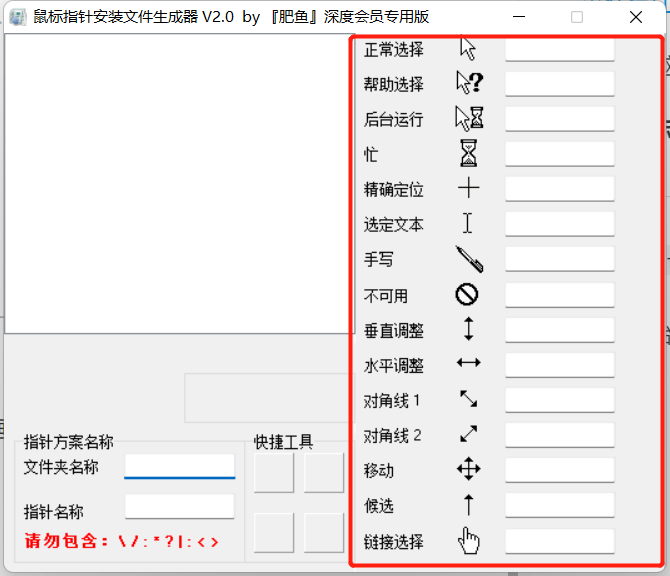 鼠标指针安装文件生成器 V2.0 by 『肥鱼』深度会员专用版
正常选择
帮助选择
后台运行
忙
精确定位
选定文本
手写
不可用
垂直调整
水平调整
对角线 1
对角线 2
移动
候选
链接选择
指针方案名称
文件夹名称
指针名称
请勿包含：\ / : * ? | : < >
快捷工具